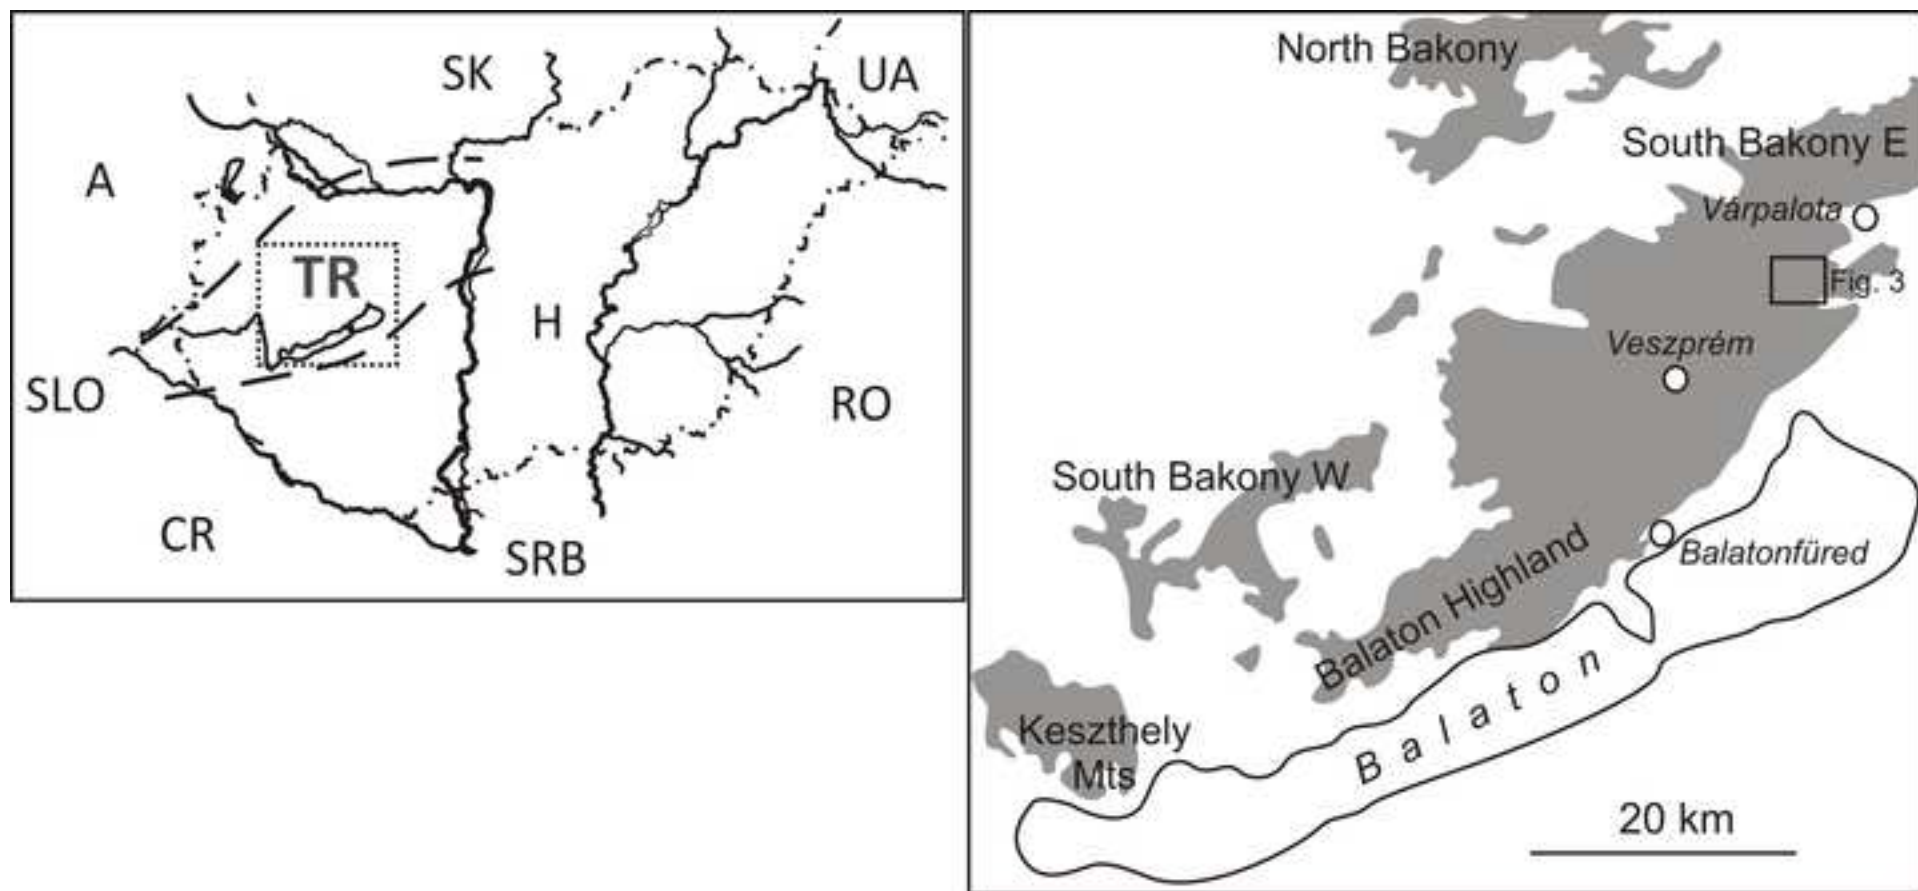 SK
UA
A
TR
H
SLO
RO
CR
SRB
North Bakony
South Bakony E
Várpalota
Fig. 3
Veszprém
South Bakony W
Balatonfüred
Balaton Highland
Balaton
Keszthely
Mts
20 km